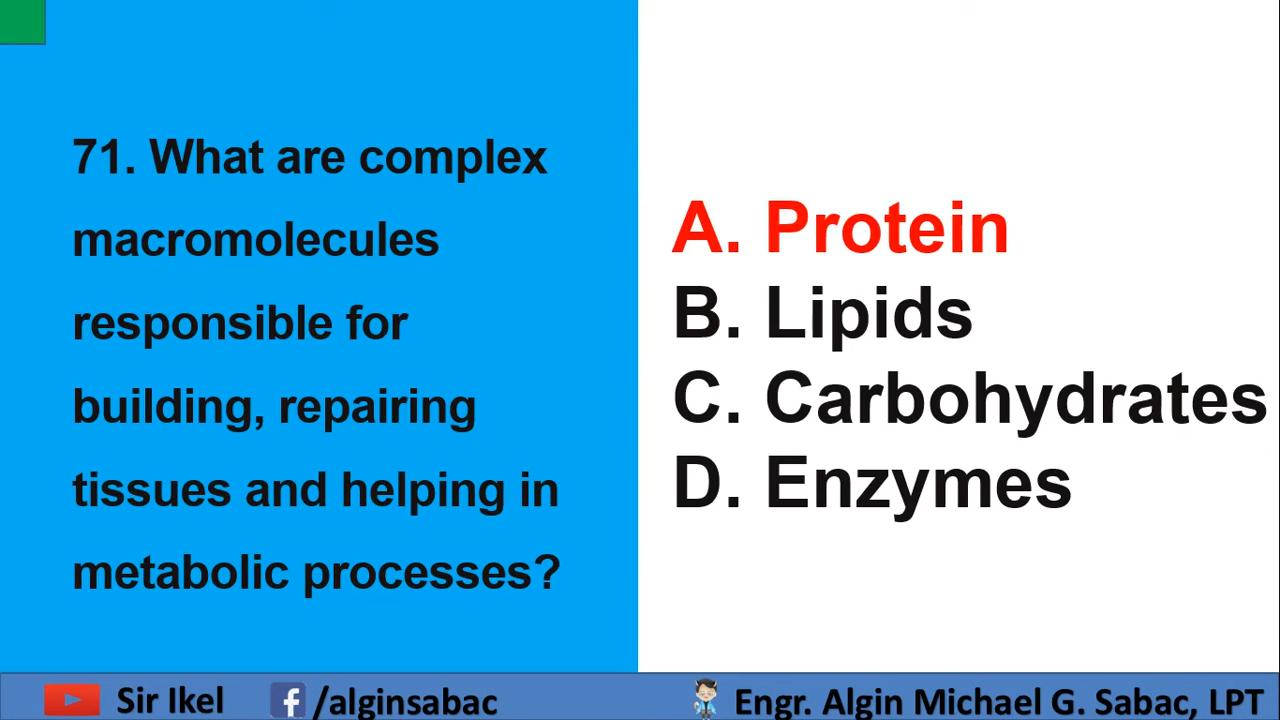 71. What are complex
macromolecules
responsible for
building, repairing
tissues and helping in
metabolic processes?
A. Protein
B. Lipids
C. Carbohydrates
D. Enzymes
Sir Ikel
/alginsabac
Engr. Algin Michael G. Sabac, LPT